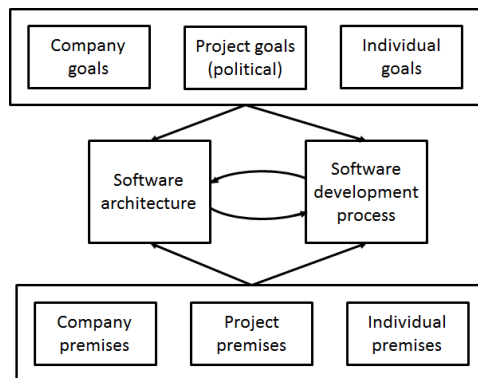 Company
goals
Project goals
(political)
Individual
goals
Software
architecture
Software
development
process
Company
premises
Project
premises
Individual
premises